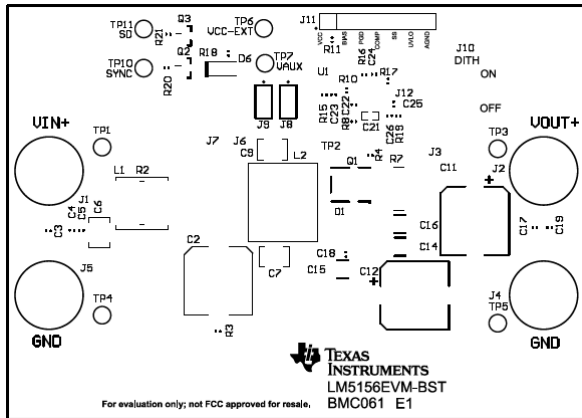 TP11
SD
R21
Q3
TP6
VCC-EXT
J11
VCC
BIAS
PGD
COMP
SS
UVLO
AGND
R11
R16
C24
J10
DITH
TP10
SYNC
R20
Q2
R18
D6
TP7
VAUX
U1
R10
R17
ON
J9
J8
R15
C23
C22
R8
C21
J12
C25
C26
R19
OFF
VIN+
TP1
J7
J6
C9
L2
TP2
Q1
R4
R7
J3
C11
TP3
VOUT+
J2
L1
R2
J1
C6
C5
C4
C3
D1
C16
C14
C17
C19
C2
C7
C18
C15
C12
J5
TP4
GND
R3
J4
TP5
GND
TEXAS
INSTRUMENTS
LM5156EVM-BST
For evaluation only; not FCC approved for resale.
BMC061 E1